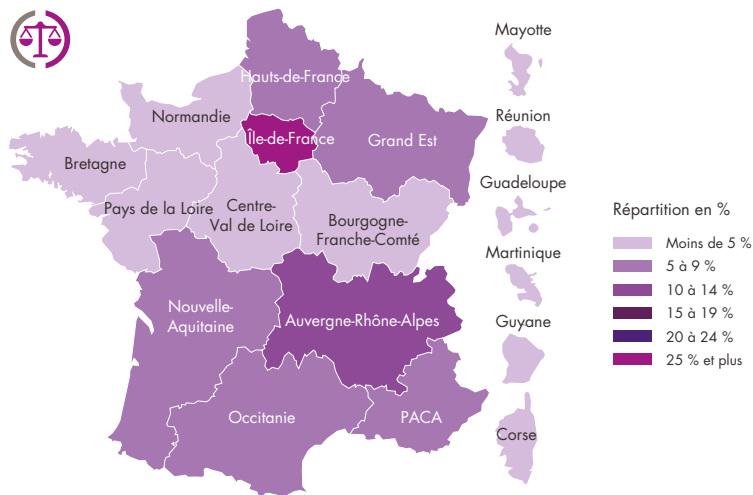 Mayotte
Hauts-de-France
Normandie
Réunion
Île-de-France
Grand Est
Bretagne
Guadeloupe
Pays de la Loire
Centre-
Val de Loire
Bourgogne-
Franche-Comté
Martinique
Nouvelle-
Aquitaine
Auvergne-Rhône-Alpes
Guyane
Occitanie
PACA
Corse
Répartition en %
Moins de 5 %
5 à 9 %
10 à 14 %
15 à 19 %
20 à 24 %
25 % et plus